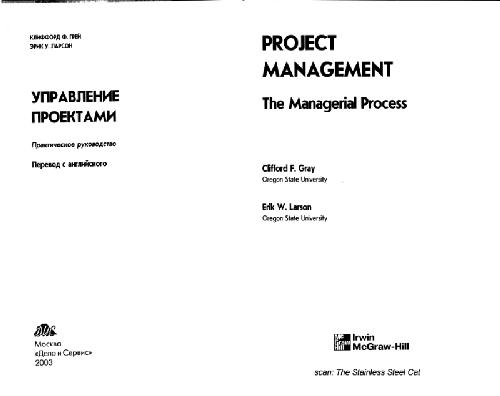 КЛИФФОРД Ф. ГРЕЙ
ЭРИК У. ЛАРСОН
УПРАВЛЕНИЕ
ПРОЕКТАМИ
Практическое руководство
Перевод с английского
Москва
«Дело и Сервис»
2003
PROJECT
MANAGEMENT
The Managerial Process
Clifford F. Gray
Oregon State University
Erik W. Larson
Oregon State University
Irwin
McGraw-Hill
scan: The Stainless Steel Cat